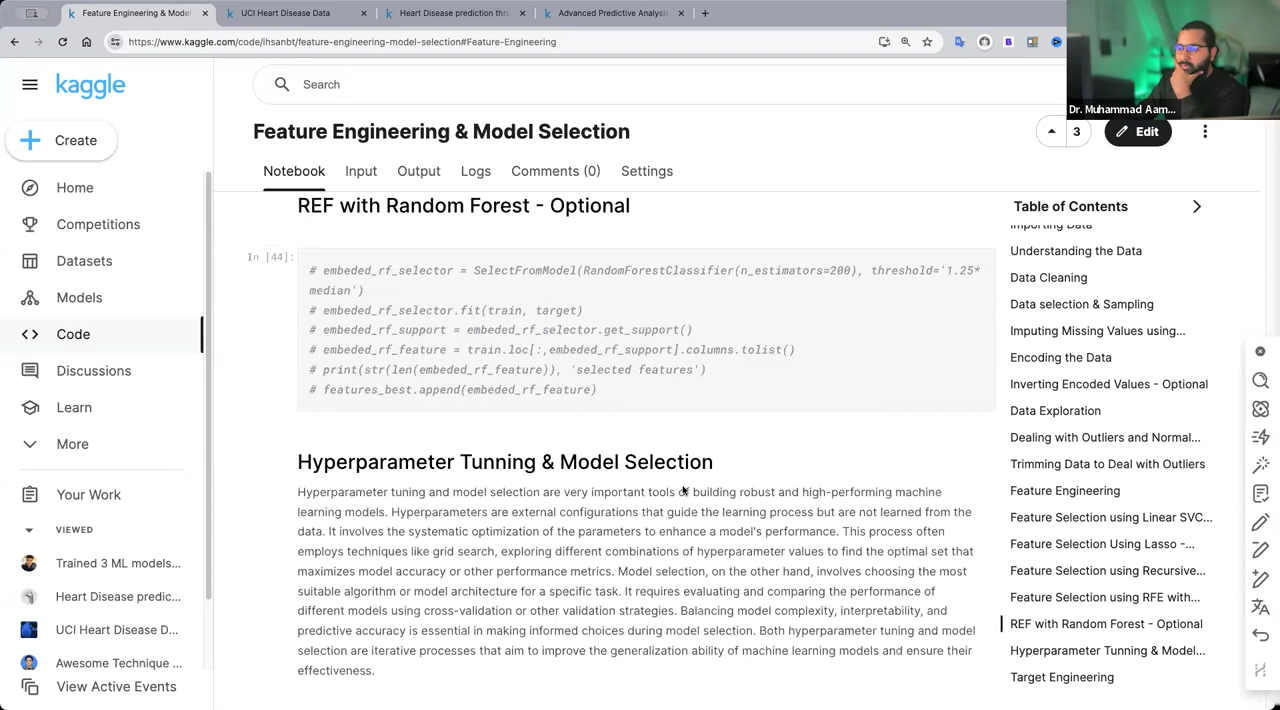 Feature Engineering & Model
UCI Heart Disease Data
Heart Disease prediction thro
Advanced Predictive Analysis
https://www.kaggle.com/code/ihsanbt/feature-engineering-model-selection#Feature-Engineering
kaggle
Search
Dr. Muhammad Aam...
Create
Feature Engineering & Model Selection
3
Edit
Notebook
Input
Output
Logs
Comments (0)
Settings
Home
Competitions
Datasets
Models
Code
Discussions
Learn
More
Your Work
VIEWED
Trained 3 ML models...
Heart Disease predic...
UCI Heart Disease D...
Awesome Technique ...
View Active Events
REF with Random Forest - Optional
In [44]:
# embeded_rf_selector = SelectFromModel(RandomForestClassifier(n_estimators=200), threshold='1.25*
median')
# embeded_rf_selector.fit(train, target)
# embeded_rf_support = embeded_rf_selector.get_support()
# embeded_rf_feature = train.loc[:,embeded_rf_support].columns.tolist()
# print(str(len(embeded_rf_feature)), 'selected features')
# features_best.append(embeded_rf_feature)
Hyperparameter Tunning & Model Selection
Hyperparameter tuning and model selection are very important tools of building robust and high-performing machine
learning models. Hyperparameters are external configurations that guide the learning process but are not learned from the
data. It involves the systematic optimization of the parameters to enhance a model's performance. This process often
employs techniques like grid search, exploring different combinations of hyperparameter values to find the optimal set that
maximizes model accuracy or other performance metrics. Model selection, on the other hand, involves choosing the most
suitable algorithm or model architecture for a specific task. It requires evaluating and comparing the performance of
different models using cross-validation or other validation strategies. Balancing model complexity, interpretability, and
predictive accuracy is essential in making informed choices during model selection. Both hyperparameter tuning and model
selection are iterative processes that aim to improve the generalization ability of machine learning models and ensure their
effectiveness.
Table of Contents
Importing Data
Understanding the Data
Data Cleaning
Data selection & Sampling
Imputing Missing Values using...
Encoding the Data
Inverting Encoded Values - Optional
Data Exploration
Dealing with Outliers and Normal...
Trimming Data to Deal with Outliers
Feature Engineering
Feature Selection using Linear SVC...
Feature Selection Using Lasso -...
Feature Selection using Recursive...
Feature Selection using RFE with...
REF with Random Forest - Optional
Hyperparameter Tunning & Model...
Target Engineering